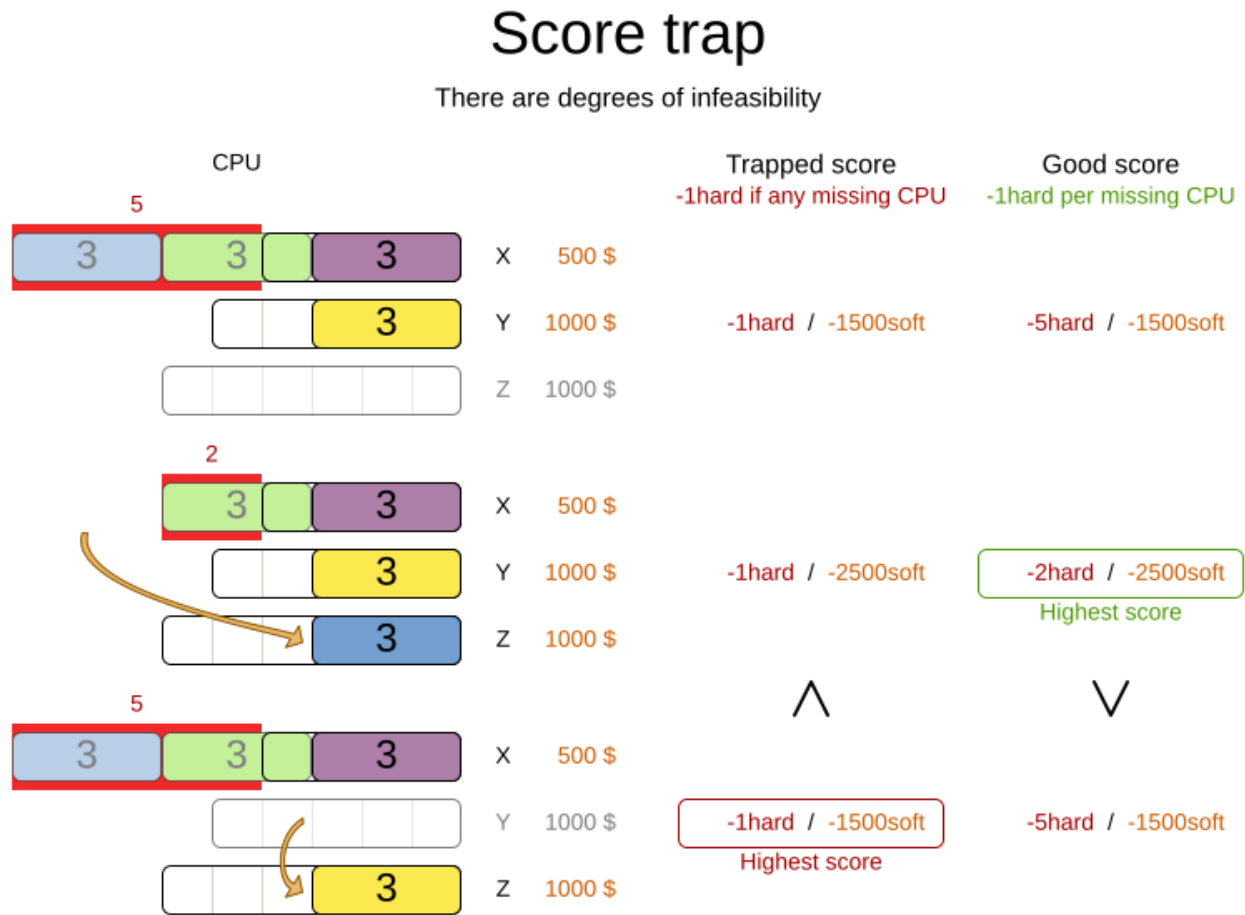 Score trap
There are degrees of infeasibility
CPU
Trapped score
Good score
-1hard if any missing CPU
-1hard per missing CPU
5
3 3 3 X 500 $
3 Y 1000 $ -1hard / -1500soft -5hard / -1500soft
Z 1000 $
2
3 3 X 500 $
3 Y 1000 $ -1hard / -2500soft -2hard / -2500soft
Highest score
3 Z 1000 $
5
3 3 3 X 500 $
Y 1000 $ -1hard / -1500soft -5hard / -1500soft
Highest score
3 Z 1000 $